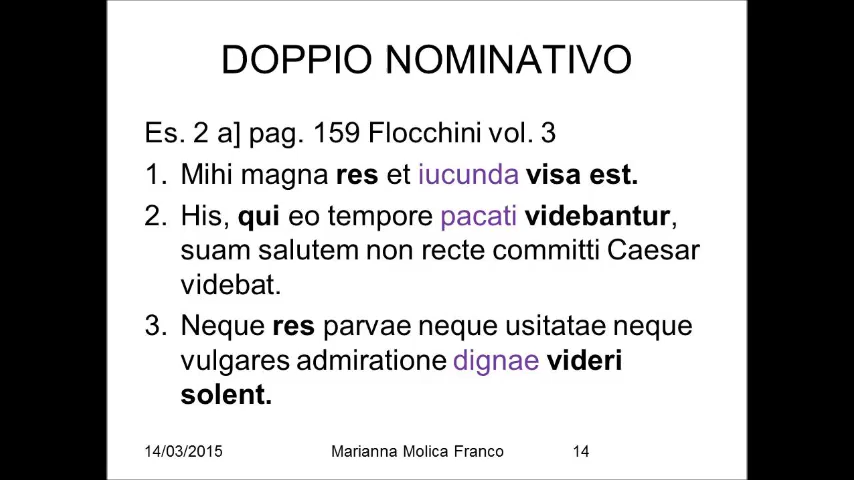 DOPPIO NOMINATIVO
Es. 2 a] pag. 159 Flocchini vol. 3
1. Mihi magna res et iucunda visa est.
2. His, qui eo tempore pacati videbantur,
suam salutem non recte committi Caesar
videbat.
3. Neque res parvae neque usitatae neque
vulgares admiratione dignae videri
solent.
14/03/2015 Marianna Molica Franco 14